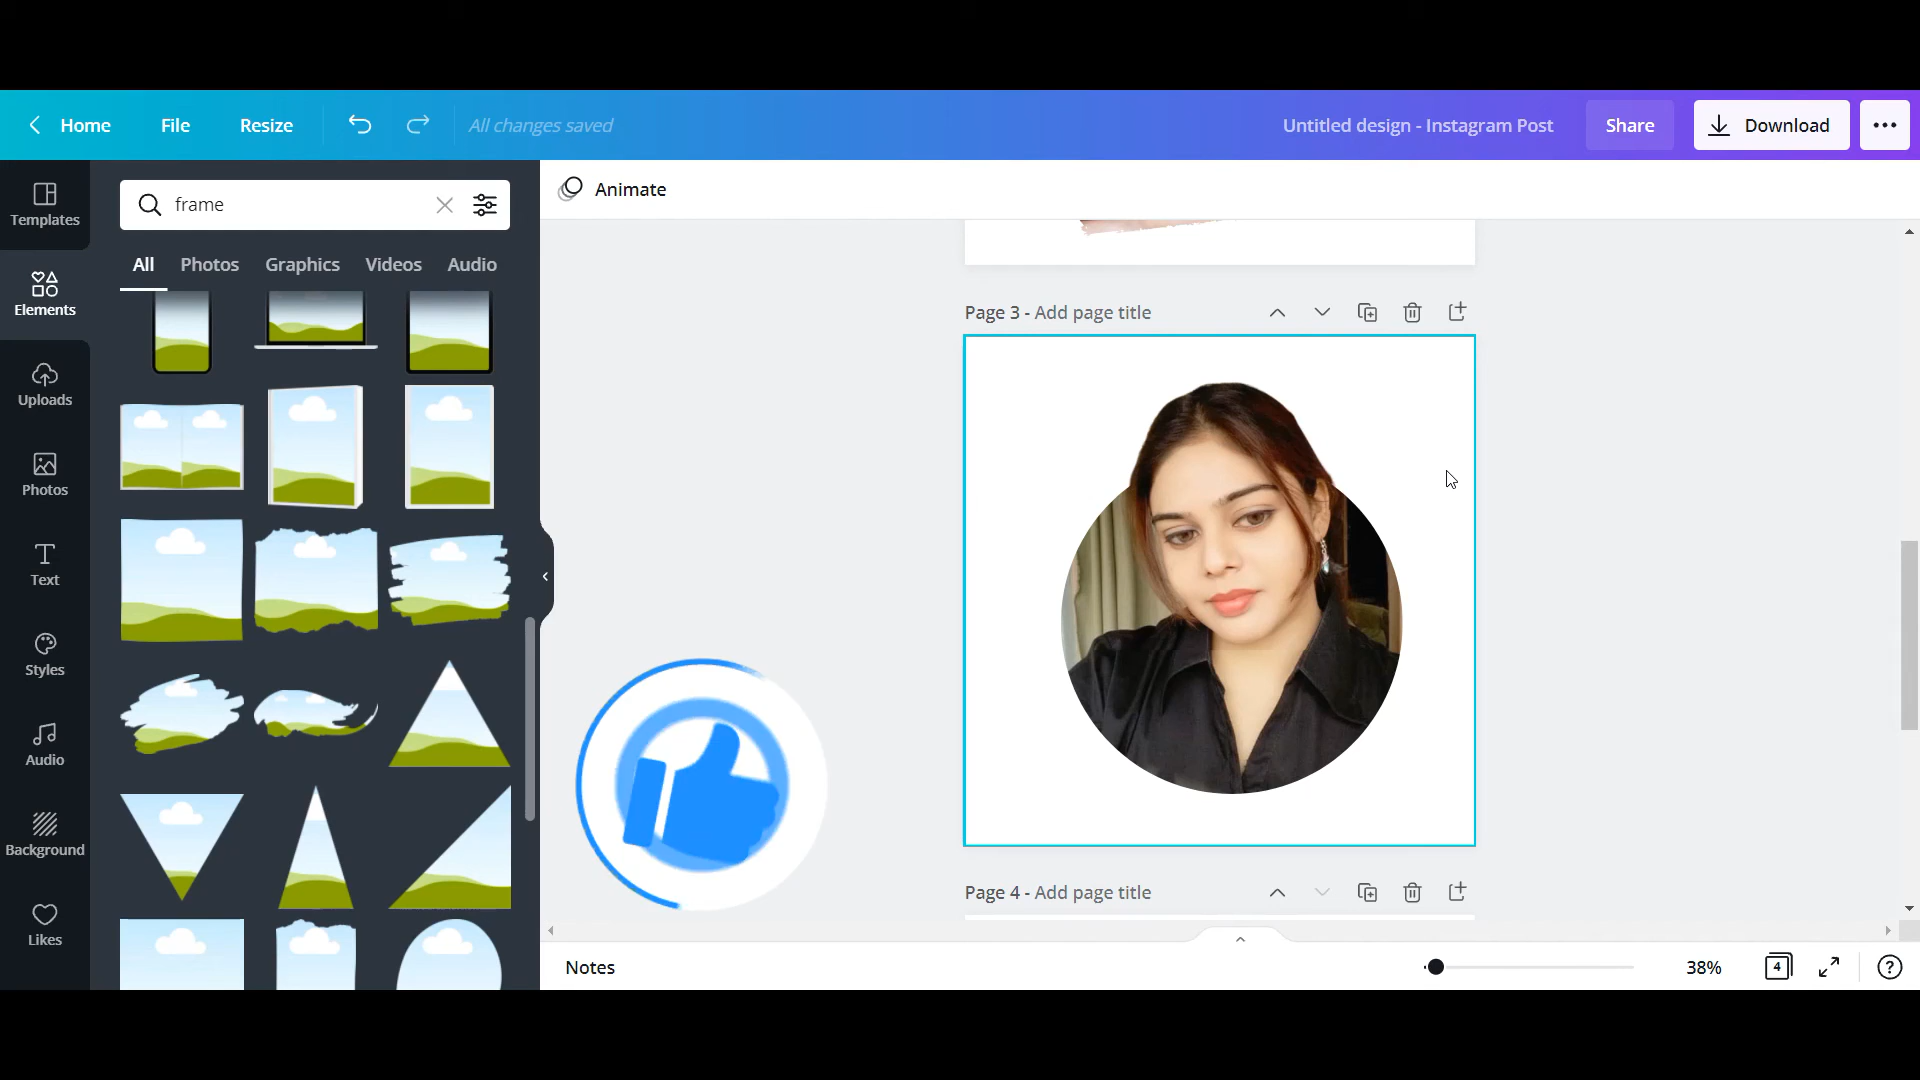 Home File Resize All changes saved Untitled design - Instagram Post Share Download
Templates
Elements
Uploads
Photos
Text
Styles
Audio
Background
Likes
frame
All Photos Graphics Videos Audio
Animate
Page 3 - Add page title
Page 4 - Add page title
Notes 38% 4 ?